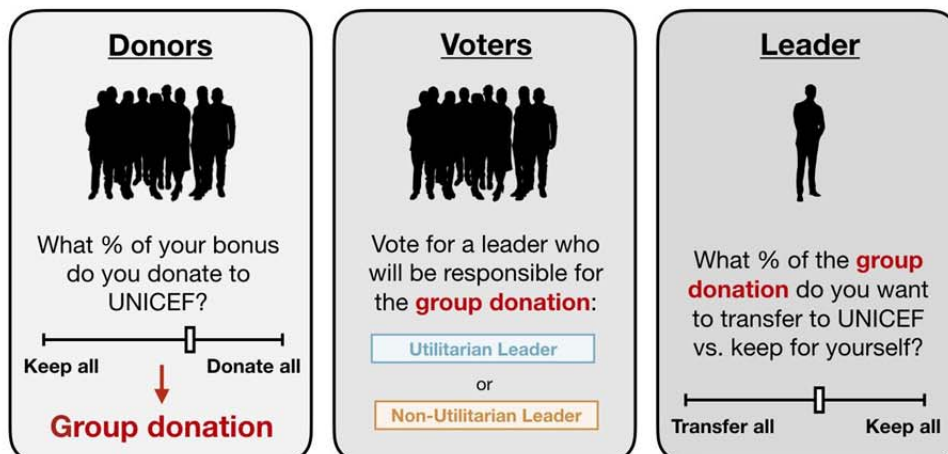 Donors
What % of your bonus
do you donate to
UNICEF?
Keep all
Donate all
Group donation
Voters
Vote for a leader who
will be responsible for
the group donation:
Utilitarian Leader
or
Non-Utilitarian Leader
Leader
What % of the group
donation do you want
to transfer to UNICEF
vs. keep for yourself?
Transfer all
Keep all